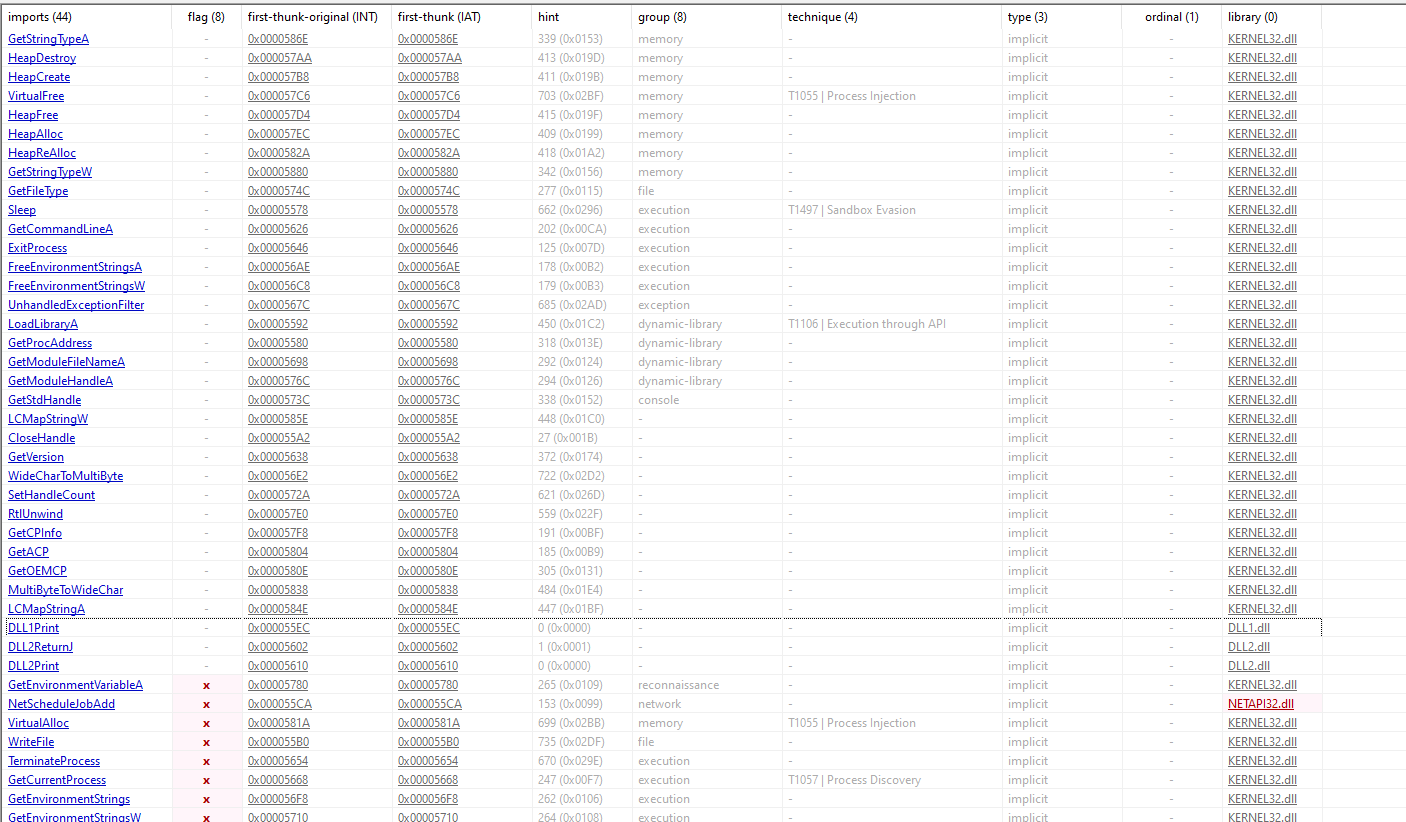 imports (44) flag (8) first-thunk-original (INT) first-thunk (IAT) hint group (8) technique (4) type (3) ordinal (1) library (0)
GetStringTypeA - 0x0000586E 0x0000586E 339 (0x0153) memory - implicit - KERNEL32.dll
HeapDestroy - 0x000057AA 0x000057AA 413 (0x019D) memory - implicit - KERNEL32.dll
HeapCreate - 0x000057B8 0x000057B8 411 (0x019B) memory - implicit - KERNEL32.dll
VirtualFree - 0x000057C6 0x000057C6 703 (0x02BF) memory T1055 | Process Injection implicit - KERNEL32.dll
HeapFree - 0x000057D4 0x000057D4 415 (0x019F) memory - implicit - KERNEL32.dll
HeapAlloc - 0x000057EC 0x000057EC 409 (0x0199) memory - implicit - KERNEL32.dll
HeapReAlloc - 0x0000582A 0x0000582A 418 (0x01A2) memory - implicit - KERNEL32.dll
GetStringTypeW - 0x00005880 0x00005880 342 (0x0156) memory - implicit - KERNEL32.dll
GetFileType - 0x0000574C 0x0000574C 277 (0x0115) file - implicit - KERNEL32.dll
Sleep - 0x00005578 0x00005578 662 (0x0296) execution T1497 | Sandbox Evasion implicit - KERNEL32.dll
GetCommandLineA - 0x00005626 0x00005626 202 (0x00CA) execution - implicit - KERNEL32.dll
ExitProcess - 0x00005646 0x00005646 125 (0x007D) execution - implicit - KERNEL32.dll
FreeEnvironmentStringsA - 0x000056AE 0x000056AE 178 (0x00B2) execution - implicit - KERNEL32.dll
FreeEnvironmentStringsW - 0x000056C8 0x000056C8 179 (0x00B3) execution - implicit - KERNEL32.dll
UnhandledExceptionFilter - 0x0000567C 0x0000567C 685 (0x02AD) exception - implicit - KERNEL32.dll
LoadLibraryA - 0x00005592 0x00005592 450 (0x01C2) dynamic-library T1106 | Execution through API implicit - KERNEL32.dll
GetProcAddress - 0x00005580 0x00005580 318 (0x013E) dynamic-library - implicit - KERNEL32.dll
GetModuleFileNameA - 0x00005698 0x00005698 292 (0x0124) dynamic-library - implicit - KERNEL32.dll
GetModuleHandleA - 0x0000576C 0x0000576C 294 (0x0126) dynamic-library - implicit - KERNEL32.dll
GetStdHandle - 0x0000573C 0x0000573C 338 (0x0152) console - implicit - KERNEL32.dll
LCMapStringW - 0x0000585E 0x0000585E 448 (0x01C0) - - implicit - KERNEL32.dll
CloseHandle - 0x000055A2 0x000055A2 27 (0x001B) - - implicit - KERNEL32.dll
GetVersion - 0x00005638 0x00005638 372 (0x0174) - - implicit - KERNEL32.dll
WideCharToMultiByte - 0x000056E2 0x000056E2 722 (0x02D2) - - implicit - KERNEL32.dll
SetHandleCount - 0x0000572A 0x0000572A 621 (0x026D) - - implicit - KERNEL32.dll
RtlUnwind - 0x000057E0 0x000057E0 559 (0x022F) - - implicit - KERNEL32.dll
GetCPInfo - 0x000057F8 0x000057F8 191 (0x00BF) - - implicit - KERNEL32.dll
GetACP - 0x00005804 0x00005804 185 (0x00B9) - - implicit - KERNEL32.dll
GetOEMCP - 0x0000580E 0x0000580E 305 (0x0131) - - implicit - KERNEL32.dll
MultiByteToWideChar - 0x00005838 0x00005838 484 (0x01E4) - - implicit - KERNEL32.dll
LCMapStringA - 0x0000584E 0x0000584E 447 (0x01BF) - - implicit - KERNEL32.dll
DLL1Print - 0x000055EC 0x000055EC 0 (0x0000) - - implicit - DLL1.dll
DLL2ReturnJ - 0x00005602 0x00005602 1 (0x0001) - - implicit - DLL2.dll
DLL2Print - 0x00005610 0x00005610 0 (0x0000) - - implicit - DLL2.dll
GetEnvironmentVariableA x 0x00005780 0x00005780 265 (0x0109) reconnaissance - implicit - KERNEL32.dll
NetScheduleJobAdd x 0x000055CA 0x000055CA 153 (0x0099) network - implicit - NETAPI32.dll
VirtualAlloc x 0x0000581A 0x0000581A 699 (0x02BB) memory T1055 | Process Injection implicit - KERNEL32.dll
WriteFile x 0x000055B0 0x000055B0 735 (0x02DF) file - implicit - KERNEL32.dll
TerminateProcess x 0x00005654 0x00005654 670 (0x029E) execution - implicit - KERNEL32.dll
GetCurrentProcess x 0x00005668 0x00005668 247 (0x00F7) execution T1057 | Process Discovery implicit - KERNEL32.dll
GetEnvironmentStrings x 0x000056F8 0x000056F8 262 (0x0106) execution - implicit - KERNEL32.dll
GetEnvironmentStringsW x 0x00005710 0x00005710 264 (0x0108) execution - implicit - KERNEL32.dll